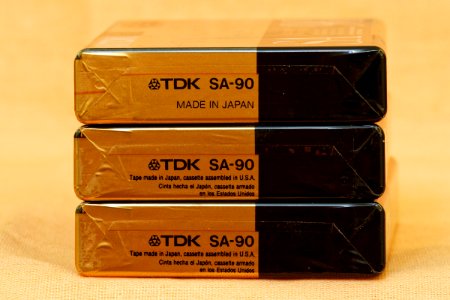 TDK SA-90
MADE IN JAPAN
TDK SA-90
Tape made in Japan, cassette assembled in U.S.A.
Cinta hecha el Japón, cassette armado
en los Estados Unidos
TDK SA-90
Tape made in Japan, cassette assembled in U.S.A.
Cinta hecha el Japón, cassette armado
en los Estados Unidos